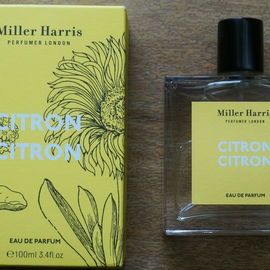 Miller Harris
PERFUMER LONDON
CITRON
CITRON
EAU DE PARFUM
℮100ml 3.4fl.oz
Miller Harris
PERFUMER LONDON
CITRON
CITRON
EAU DE PARFUM